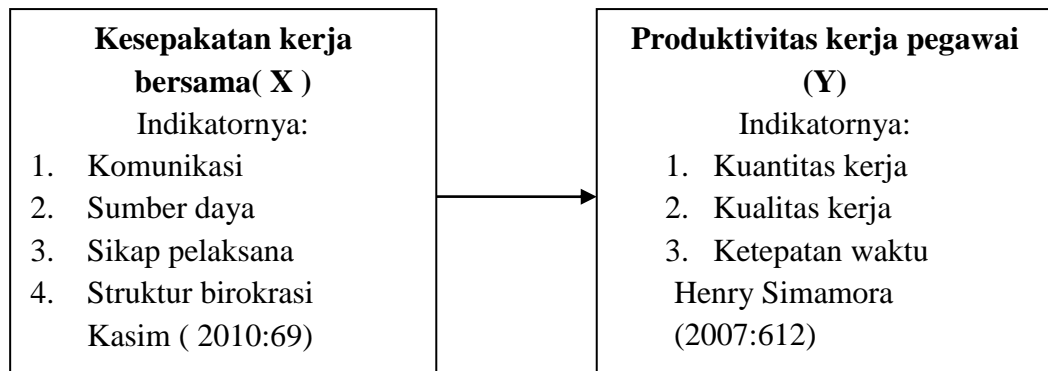 Kesepakatan kerja
bersama( X )
Indikatornya:
1. Komunikasi
2. Sumber daya
3. Sikap pelaksana
4. Struktur birokrasi
Kasim ( 2010:69)
Produktivitas kerja pegawai
(Y)
Indikatornya:
1. Kuantitas kerja
2. Kualitas kerja
3. Ketepatan waktu
Henry Simamora
(2007:612)